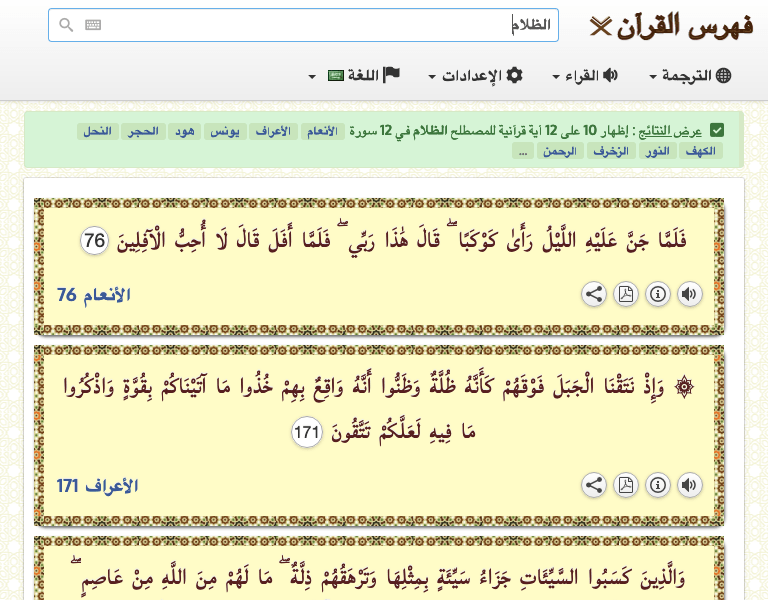 فهرس القرآن
الظلام
الترجمة القراء الإعدادات اللغة
عرض النتائج : إظهار 10 على 12 آية قرآنية للمصطلح الظلام في 12 سورة الأنعام الأعراف يونس هود الحجر النحل
الكهف النور الزخرف الرحمن ...
فَلَمَّا جَنَّ عَلَيْهِ اللَّيْلُ رَأَىٰ كَوْكَبًا ۖ قَالَ هَٰذَا رَبِّي ۖ فَلَمَّا أَفَلَ قَالَ لَا أُحِبُّ الْآفِلِينَ 76
الأنعام 76
۞ وَإِذْ نَتَقْنَا الْجَبَلَ فَوْقَهُمْ كَأَنَّهُ ظُلَّةٌ وَظَنُّوا أَنَّهُ وَاقِعٌ بِهِمْ خُذُوا مَا آتَيْنَاكُمْ بِقُوَّةٍ وَاذْكُرُوا
مَا فِيهِ لَعَلَّكُمْ تَتَّقُونَ 171
الأعراف 171
وَالَّذِينَ كَسَبُوا السَّيِّئَاتِ جَزَاءُ سَيِّئَةٍ بِمِثْلِهَا وَتَرْهَقُهُمْ ذِلَّةٌ ۖ مَا لَهُمْ مِنَ اللَّهِ مِنْ عَاصِمٍ ۖ